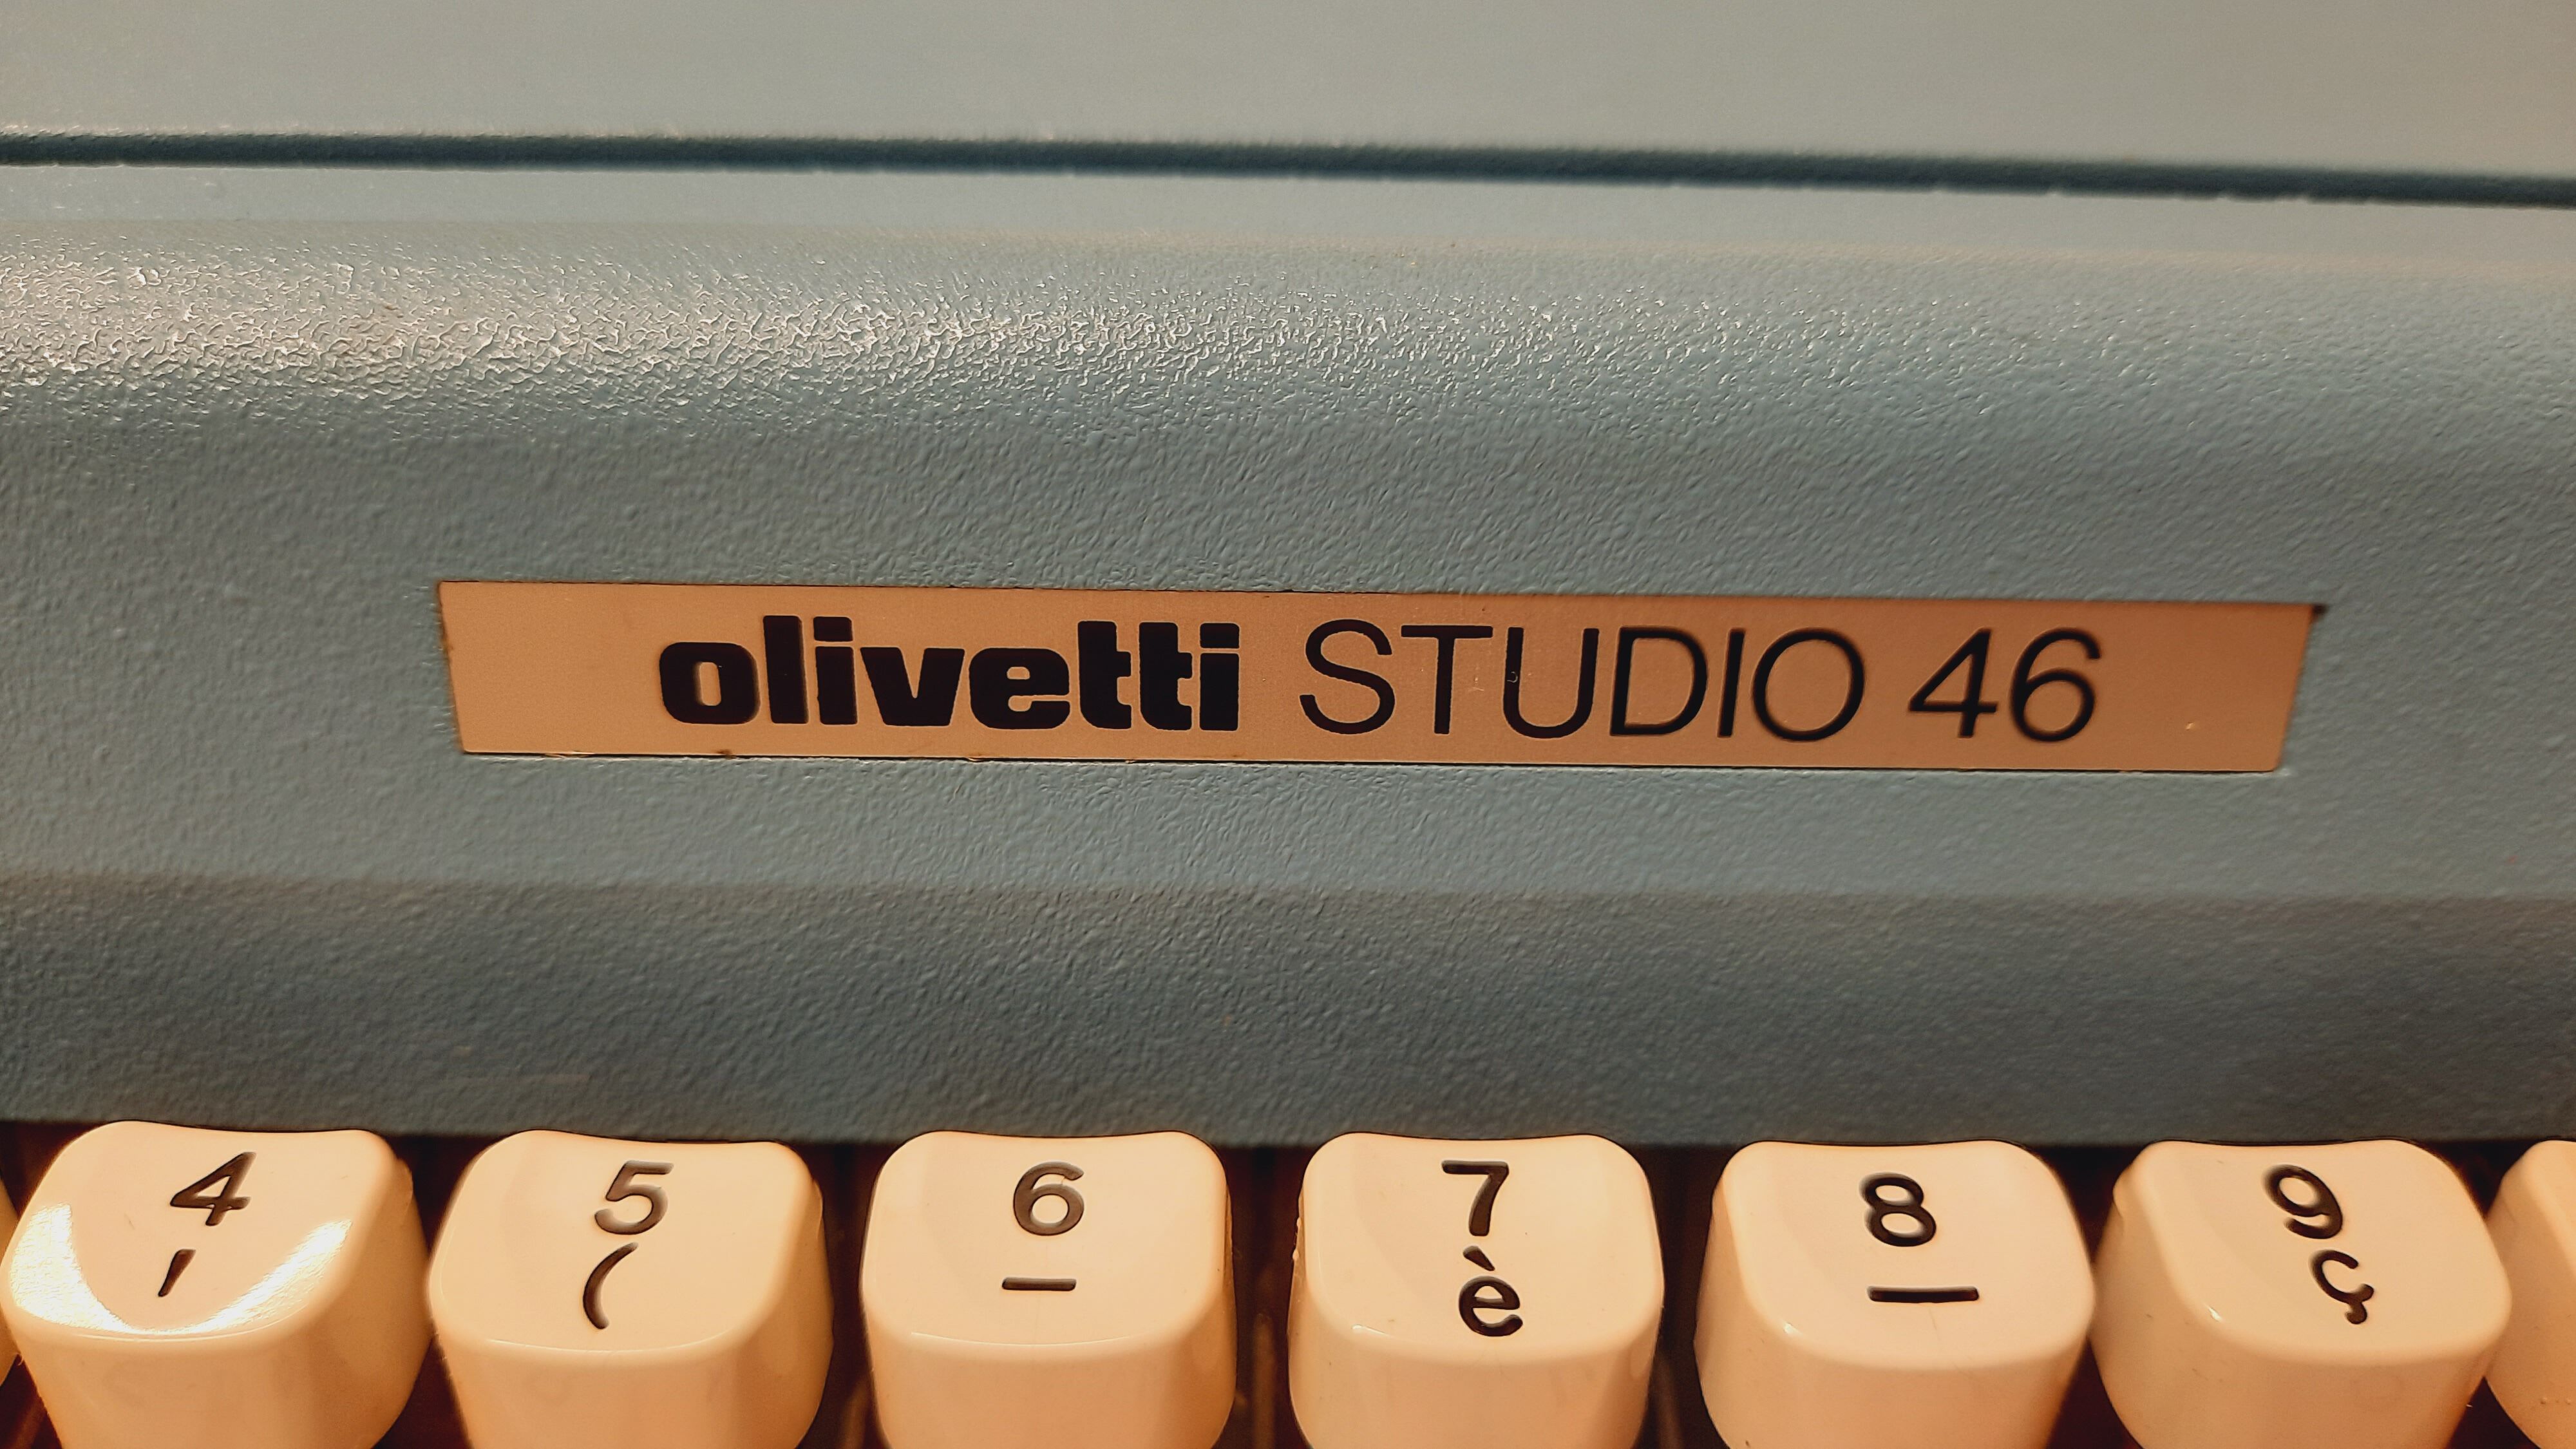 olivetti STUDIO 46
4 5 6 7 8 9
' ( - è _ ç